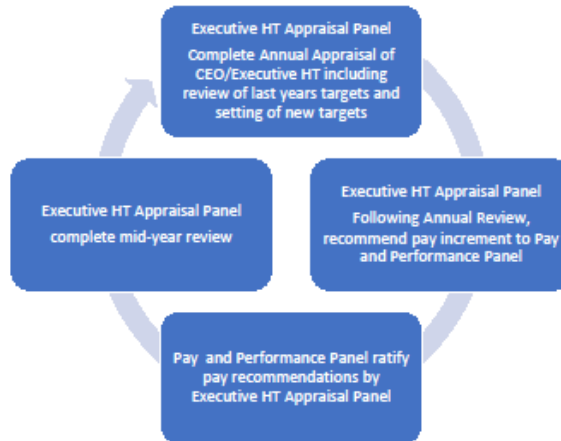 Executive HT Appraisal Panel
Complete Annual Appraisal of
CEO/Executive HT including
review of last years targets and
setting of new targets
Executive HT Appraisal Panel
Following Annual Review,
recommend pay increment to Pay
and Performance Panel
Pay and Performance Panel ratify
pay recommendations by
Executive HT Appraisal Panel
Executive HT Appraisal Panel
complete mid-year review